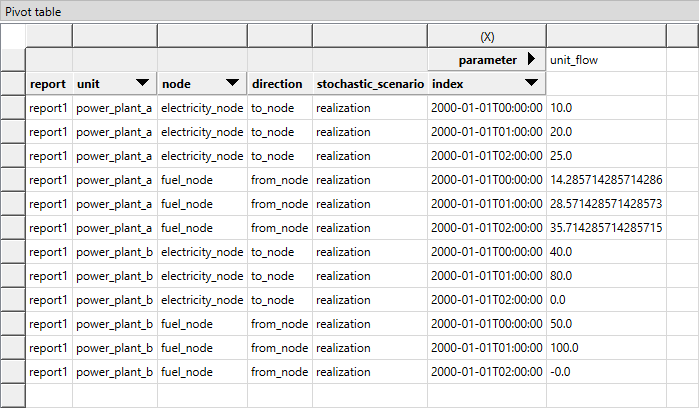 Pivot table
(X)
parameter unit_flow
report unit node direction stochastic_scenario index
report1 power_plant_a electricity_node to_node realization 2000-01-01T00:00:00 10.0
report1 power_plant_a electricity_node to_node realization 2000-01-01T01:00:00 20.0
report1 power_plant_a electricity_node to_node realization 2000-01-01T02:00:00 25.0
report1 power_plant_a fuel_node from_node realization 2000-01-01T00:00:00 14.285714285714286
report1 power_plant_a fuel_node from_node realization 2000-01-01T01:00:00 28.571428571428573
report1 power_plant_a fuel_node from_node realization 2000-01-01T02:00:00 35.714285714285715
report1 power_plant_b electricity_node to_node realization 2000-01-01T00:00:00 40.0
report1 power_plant_b electricity_node to_node realization 2000-01-01T01:00:00 80.0
report1 power_plant_b electricity_node to_node realization 2000-01-01T02:00:00 0.0
report1 power_plant_b fuel_node from_node realization 2000-01-01T00:00:00 50.0
report1 power_plant_b fuel_node from_node realization 2000-01-01T01:00:00 100.0
report1 power_plant_b fuel_node from_node realization 2000-01-01T02:00:00 -0.0